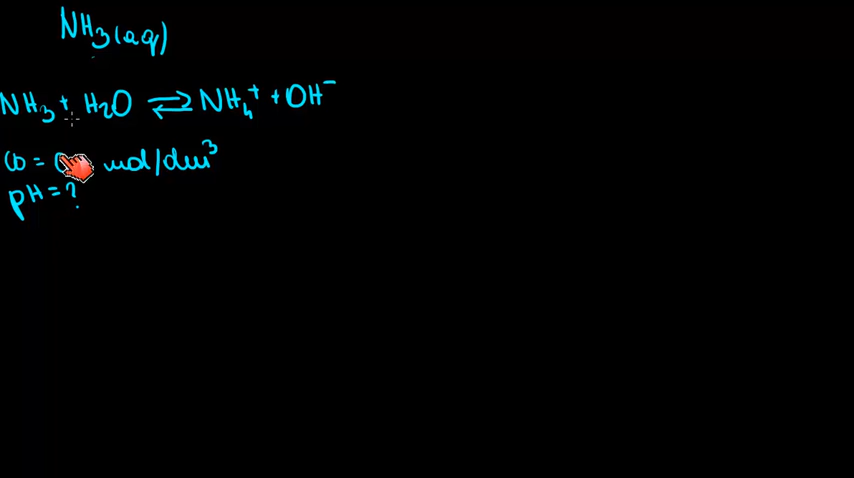 NH3(aq)
NH3 + H2O ⇌ NH4+ + OH-
c0 = mol/dm3
pH = ?